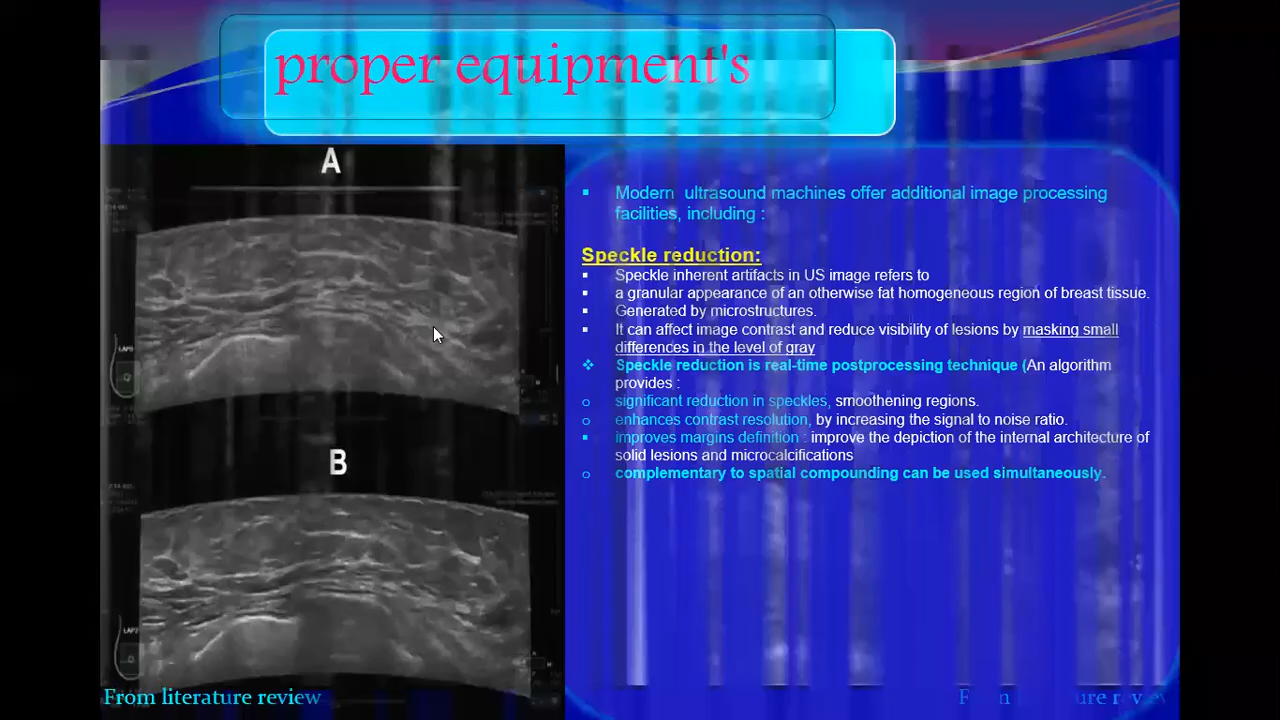 proper equipment's
A
B
LAP5
LAP2
▪ Modern ultrasound machines offer additional image processing
facilities, including :
Speckle reduction:
▪ Speckle inherent artifacts in US image refers to
▪ a granular appearance of an otherwise fat homogeneous region of breast tissue.
▪ Generated by microstructures.
▪ It can affect image contrast and reduce visibility of lesions by masking small
differences in the level of gray
❖ Speckle reduction is real-time postprocessing technique (An algorithm
provides :
o significant reduction in speckles, smoothening regions.
o enhances contrast resolution, by increasing the signal to noise ratio.
▪ improves margins definition : improve the depiction of the internal architecture of
solid lesions and microcalcifications
o complementary to spatial compounding can be used simultaneously.
From literature review